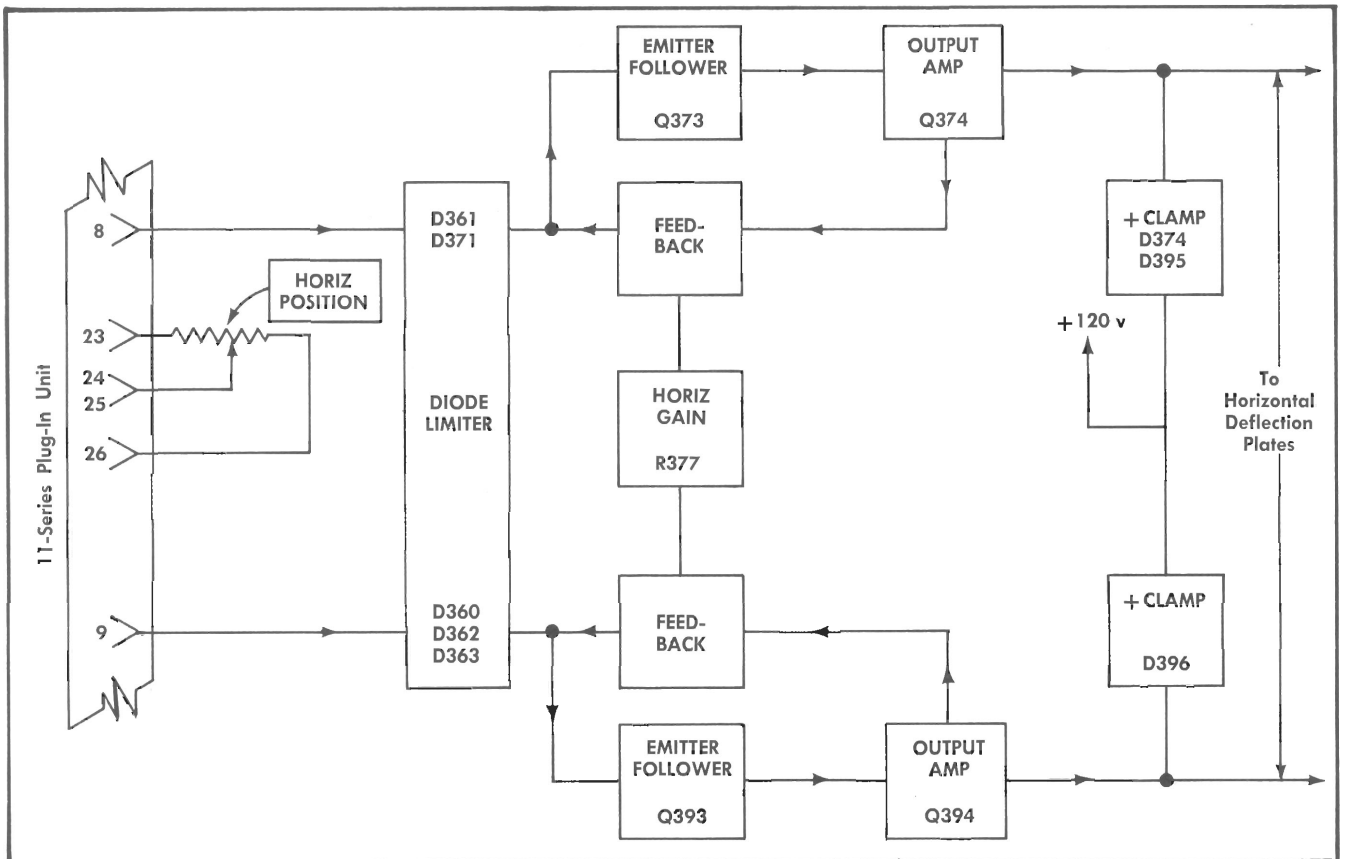 EMITTER
FOLLOWER
Q373
OUTPUT
AMP
Q374
8
D361
D371
FEED-
BACK
+ CLAMP
D374
D395
HORIZ
POSITION
23
24
25
26
11-Series Plug-In Unit
DIODE
LIMITER
HORIZ
GAIN
R377
+120 v
To
Horizontal
Deflection
Plates
9
D360
D362
D363
FEED-
BACK
+ CLAMP
D396
EMITTER
FOLLOWER
Q393
OUTPUT
AMP
Q394